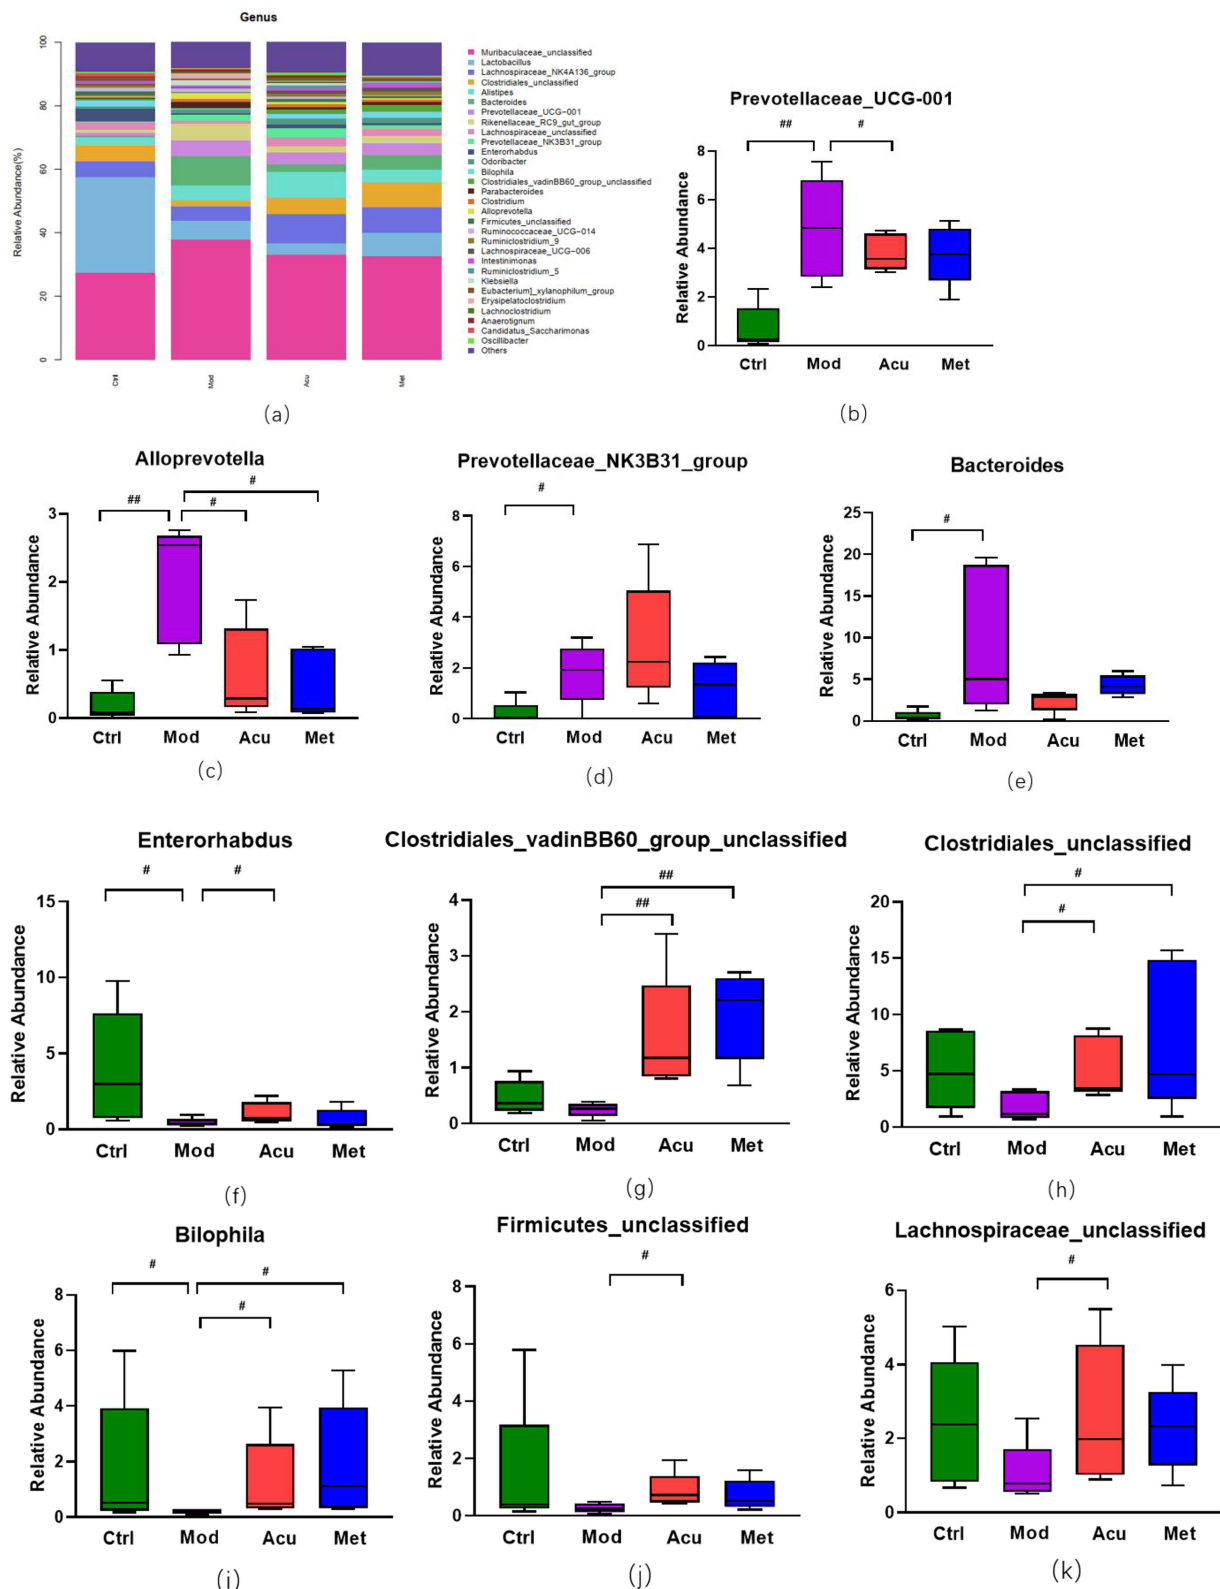 Genus
Relative Abundance(%)
100
80
60
40
20
0
Ctrl
Mod
Acu
Met
Muribaculaceae_unclassified
Lactobacillus
Lachnospiraceae_NK4A136_group
Clostridiales_unclassified
Alistipes
Bacteroides
Prevotellaceae_UCG-001
Rikenellaceae_RC9_gut_group
Lachnospiraceae_unclassified
Prevotellaceae_NK3B31_group
Enterorhabdus
Odoribacter
Bilophila
Clostridiales_vadinBB60_group_unclassified
Parabacteroides
Clostridium
Alloprevotella
Firmicutes_unclassified
Ruminococcaceae_UCG-014
Ruminiclostridium_9
Lachnospiraceae_UCG-006
Intestinimonas
Ruminiclostridium_5
Klebsiella
Eubacterium]_xylanophilum_group
Erysipelatoclostridium
Lachnoclostridium
Anaerotignum
Candidatus_Saccharimonas
Oscillibacter
Others
(a)
Prevotellaceae_UCG-001
## #
Relative Abundance
8
6
4
2
0
Ctrl Mod Acu Met
(b)
Alloprevotella
#
## #
Relative Abundance
3
2
1
0
Ctrl Mod Acu Met
(c)
Prevotellaceae_NK3B31_group
#
Relative Abundance
8
6
4
2
0
Ctrl Mod Acu Met
(d)
Bacteroides
#
Relative Abundance
25
20
15
10
5
0
Ctrl Mod Acu Met
(e)
Enterorhabdus
# #
Relative Abundance
15
10
5
0
Ctrl Mod Acu Met
(f)
Clostridiales_vadinBB60_group_unclassified
##
##
Relative Abundance
4
3
2
1
0
Ctrl Mod Acu Met
(g)
Clostridiales_unclassified
#
#
Relative Abundance
20
15
10
5
0
Ctrl Mod Acu Met
(h)
Bilophila
# #
#
Relative Abundance
8
6
4
2
0
Ctrl Mod Acu Met
(i)
Firmicutes_unclassified
#
Relative Abundance
8
6
4
2
0
Ctrl Mod Acu Met
(j)
Lachnospiraceae_unclassified
#
Relative Abundance
6
4
2
0
Ctrl Mod Acu Met
(k)